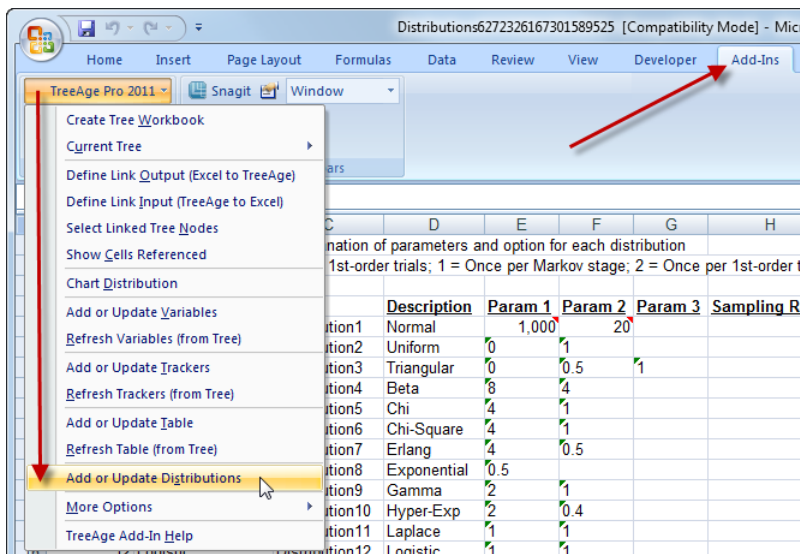 Distributions6272326167301589525 [Compatibility Mode] - Mic
Home Insert Page Layout Formulas Data Review View Developer Add-Ins
TreeAge Pro 2011 Snagit Window
Create Tree Workbook
Current Tree
ars
Define Link Output (Excel to TreeAge)
Define Link Input (TreeAge to Excel)
Select Linked Tree Nodes
Show Cells Referenced
Chart Distribution
Add or Update Variables
Refresh Variables (from Tree)
Add or Update Trackers
Refresh Trackers (from Tree)
Add or Update Table
Refresh Table (from Tree)
Add or Update Distributions
More Options
TreeAge Add-In Help
C D E F G H
nation of parameters and option for each distribution
1st-order trials; 1 = Once per Markov stage; 2 = Once per 1st-order t
Description Param 1 Param 2 Param 3 Sampling R
ution1 Normal 1,000 20
ution2 Uniform 0 1
ution3 Triangular 0 0.5 1
ution4 Beta 8 4
ution5 Chi 4 1
ution6 Chi-Square 4 1
ution7 Erlang 4 0.5
ution8 Exponential 0.5
ution9 Gamma 2 1
ution10 Hyper-Exp 2 0.4
ution11 Laplace 1 1
12 Logistic Distribution12 Logistic 1 1